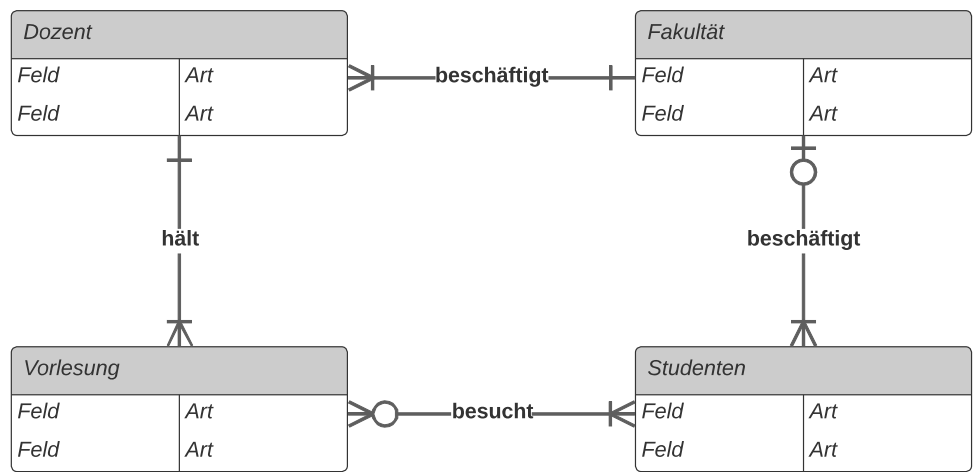 Dozent
Feld Art
Feld Art
beschäftigt
Fakultät
Feld Art
Feld Art
hält
beschäftigt
Vorlesung
Feld Art
Feld Art
besucht
Studenten
Feld Art
Feld Art